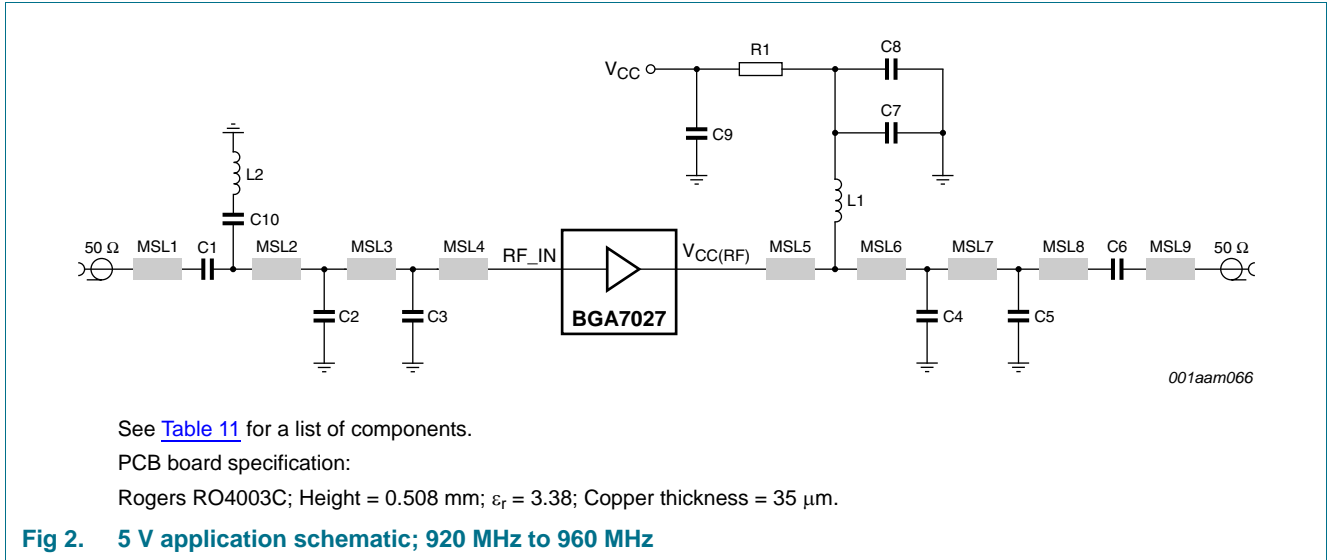 R1
C8
V_CC
C7
C9
L2
L1
C10
50 Ω MSL1 C1 MSL2 MSL3 MSL4 RF_IN V_CC(RF) MSL5 MSL6 MSL7 MSL8 C6 MSL9 50 Ω
BGA7027
C2 C3 C4 C5
001aam066
See Table 11 for a list of components.
PCB board specification:
Rogers RO4003C; Height = 0.508 mm; ε_r = 3.38; Copper thickness = 35 μm.
Fig 2. 5 V application schematic; 920 MHz to 960 MHz